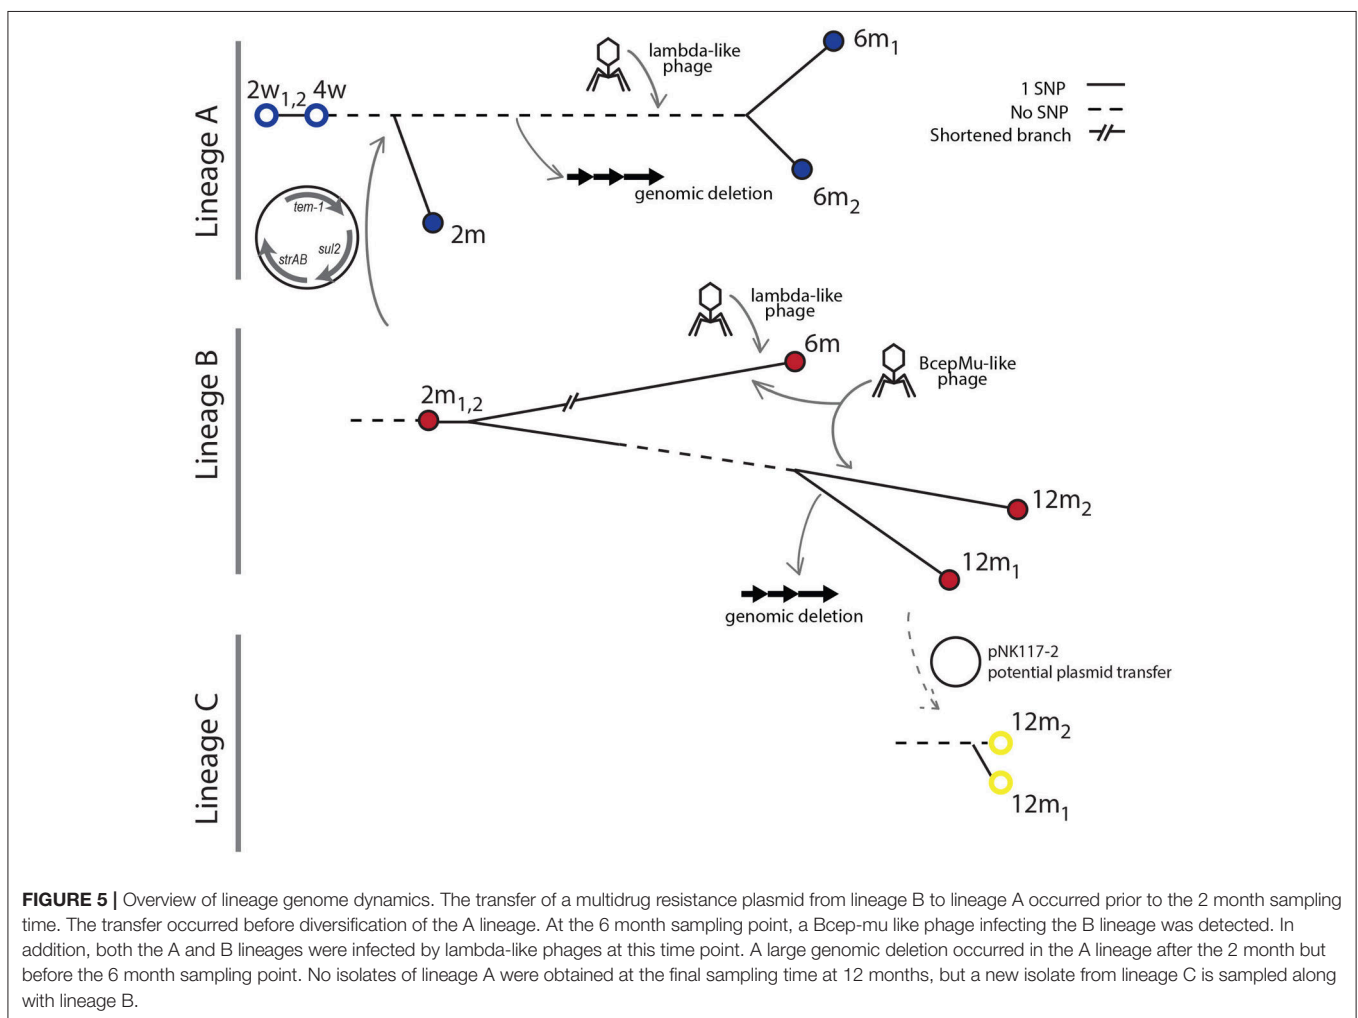 Lineage A
2w1,2 4w
lambda-like
phage
6m1
1 SNP
No SNP
Shortened branch
genomic deletion
6m2
tem-1
sul2
strAB
2m
Lineage B
lambda-like
phage
6m
BcepMu-like
phage
2m1,2
12m2
12m1
genomic deletion
Lineage C
pNK117-2
potential plasmid transfer
12m2
12m1
FIGURE 5 | Overview of lineage genome dynamics. The transfer of a multidrug resistance plasmid from lineage B to lineage A occurred prior to the 2 month sampling
time. The transfer occurred before diversification of the A lineage. At the 6 month sampling point, a Bcep-mu like phage infecting the B lineage was detected. In
addition, both the A and B lineages were infected by lambda-like phages at this time point. A large genomic deletion occurred in the A lineage after the 2 month but
before the 6 month sampling point. No isolates of lineage A were obtained at the final sampling time at 12 months, but a new isolate from lineage C is sampled along
with lineage B.